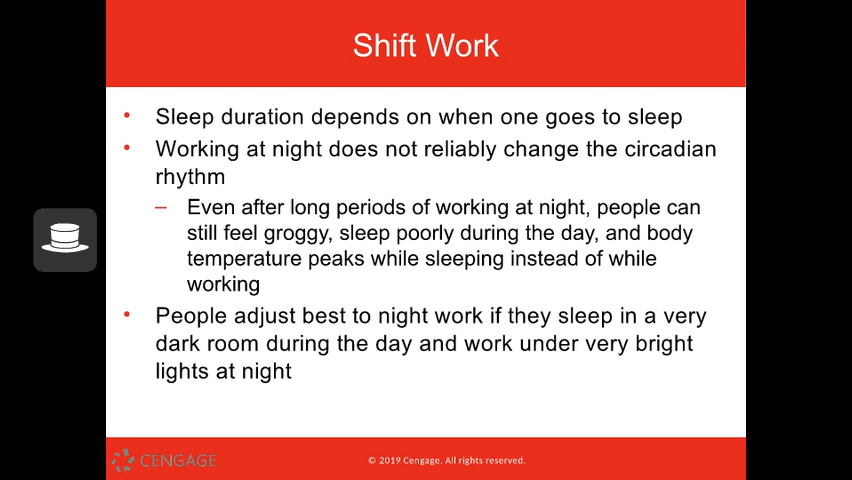 Shift Work
• Sleep duration depends on when one goes to sleep
• Working at night does not reliably change the circadian
rhythm
– Even after long periods of working at night, people can
still feel groggy, sleep poorly during the day, and body
temperature peaks while sleeping instead of while
working
• People adjust best to night work if they sleep in a very
dark room during the day and work under very bright
lights at night
CENGAGE
© 2019 Cengage. All rights reserved.